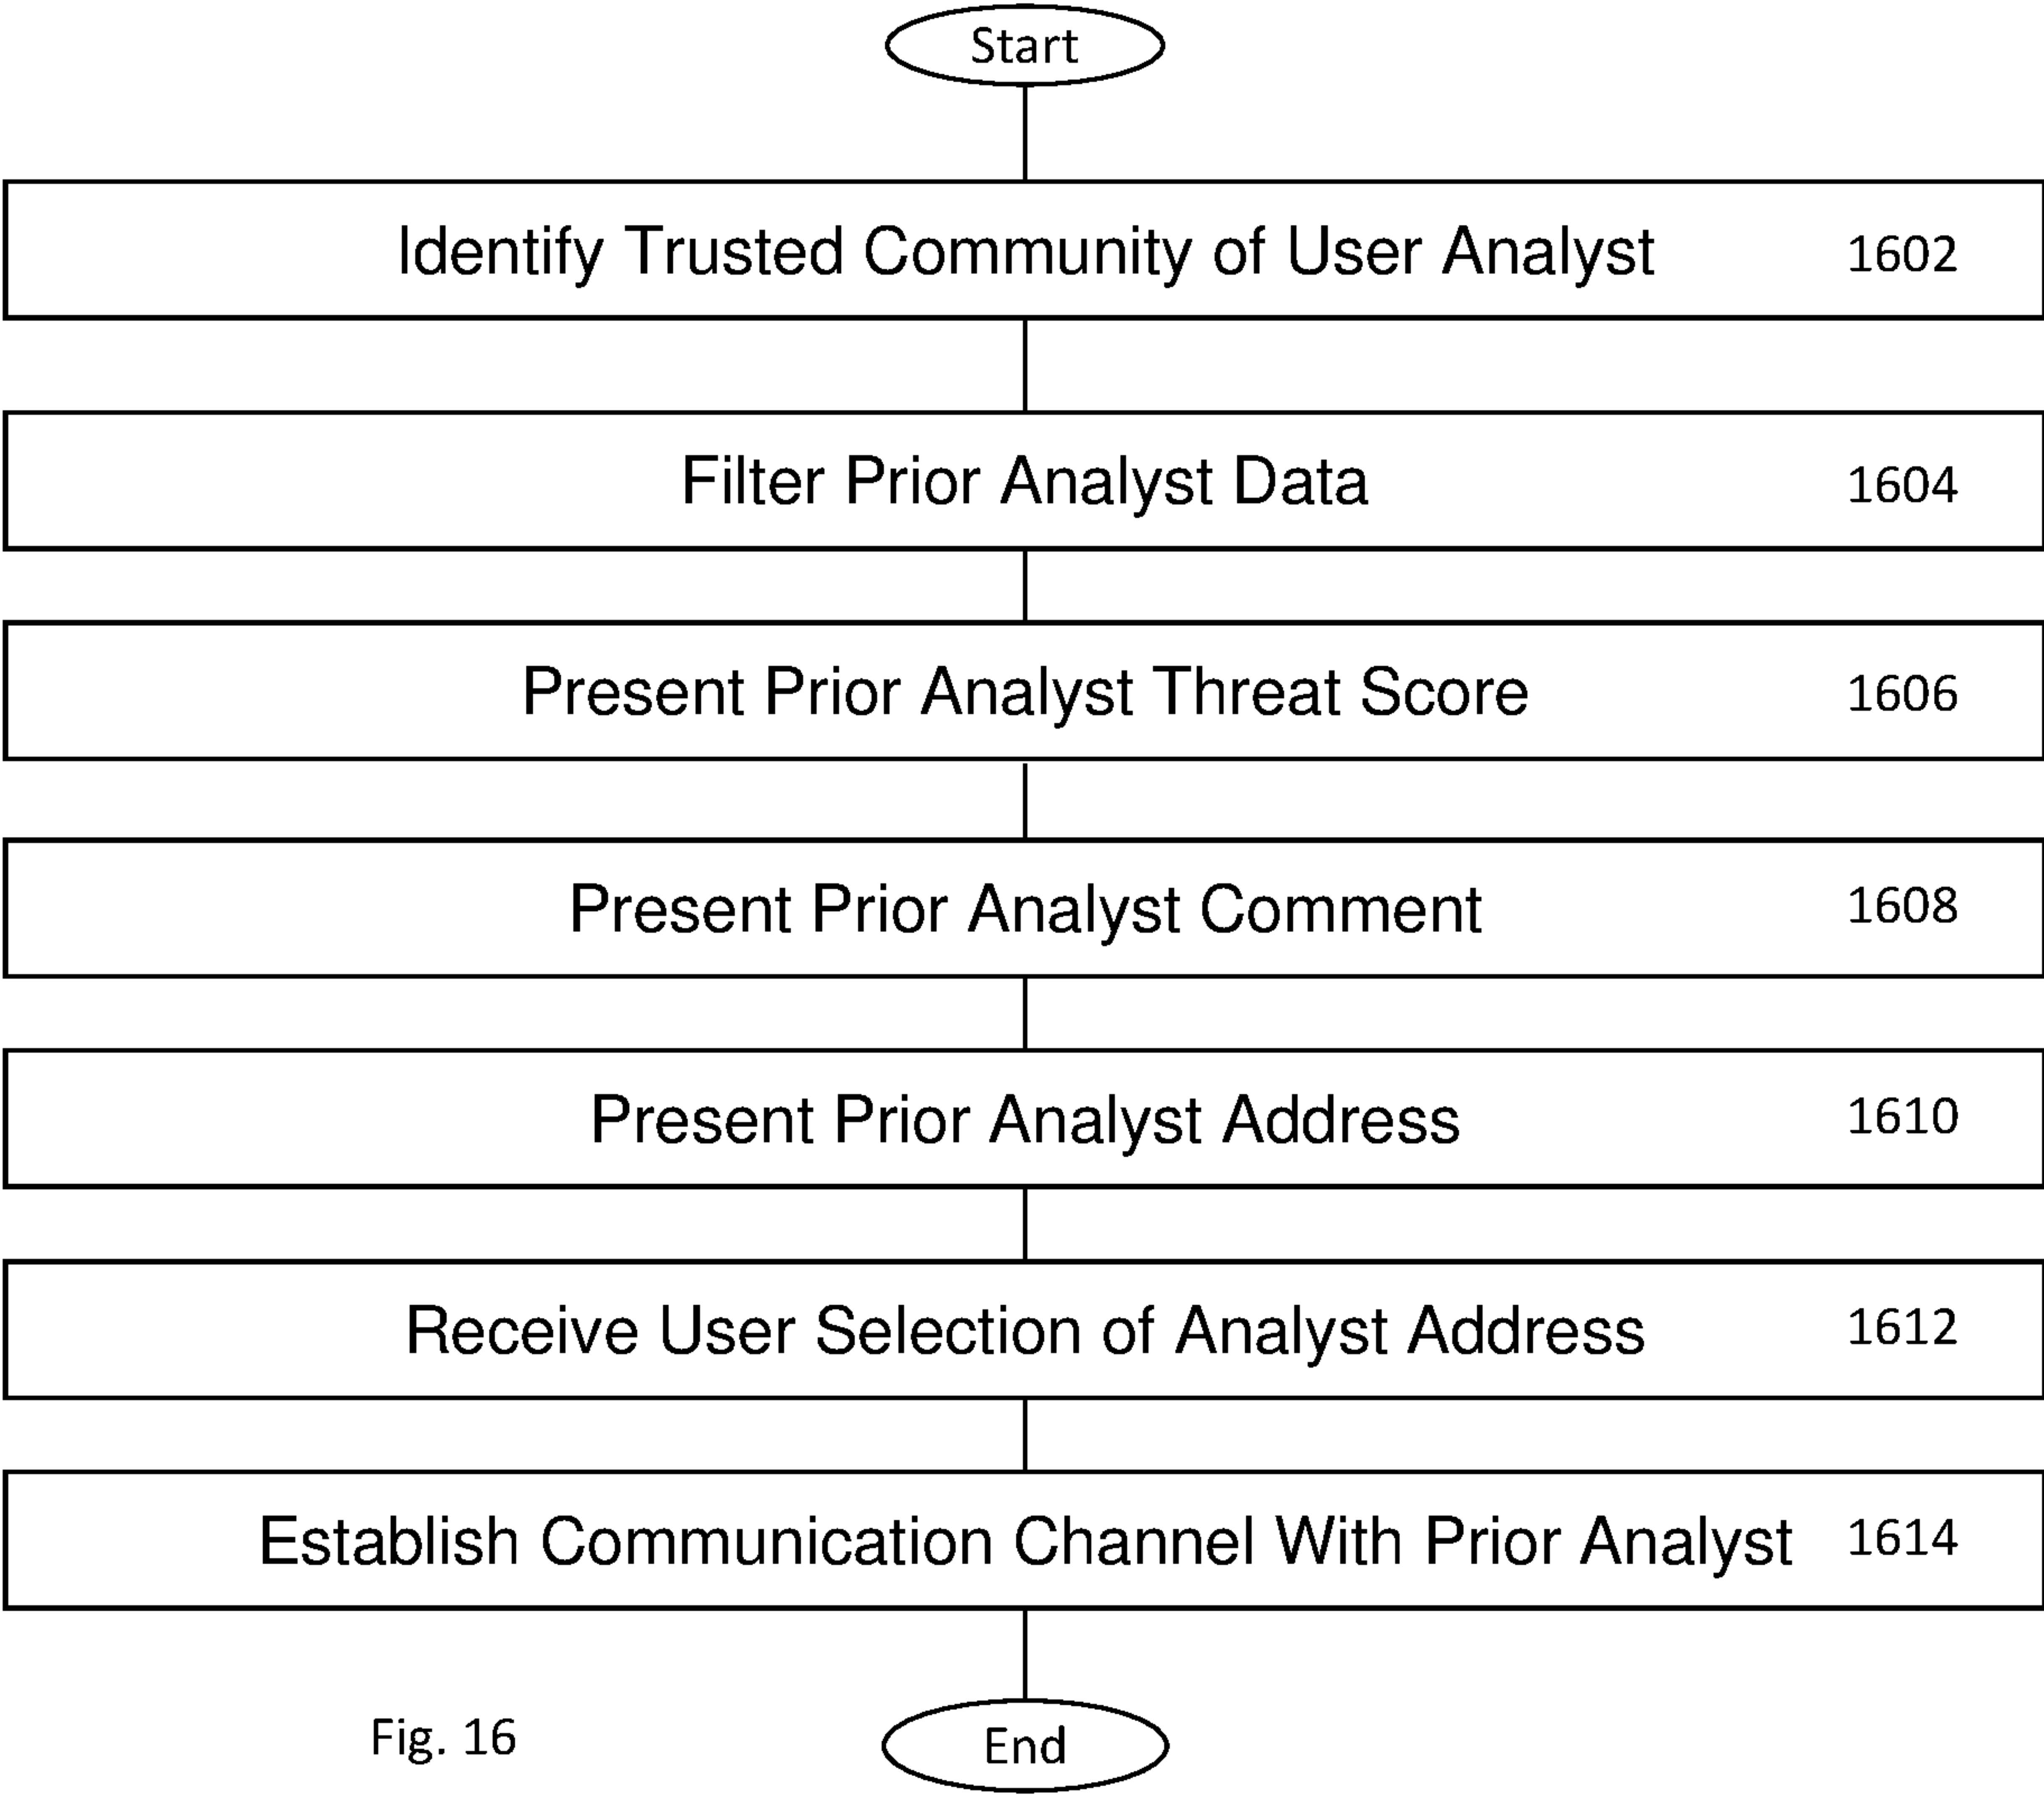 Start
Identify Trusted Community of User Analyst 1602
Filter Prior Analyst Data 1604
Present Prior Analyst Threat Score 1606
Present Prior Analyst Comment 1608
Present Prior Analyst Address 1610
Receive User Selection of Analyst Address 1612
Establish Communication Channel With Prior Analyst 1614
Fig. 16
End